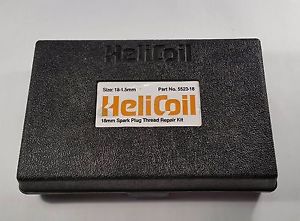 HeliCoil
Size: 18-1.5mm Part No. 5523-18
HeliCoil
18mm Spark Plug Thread Repair Kit